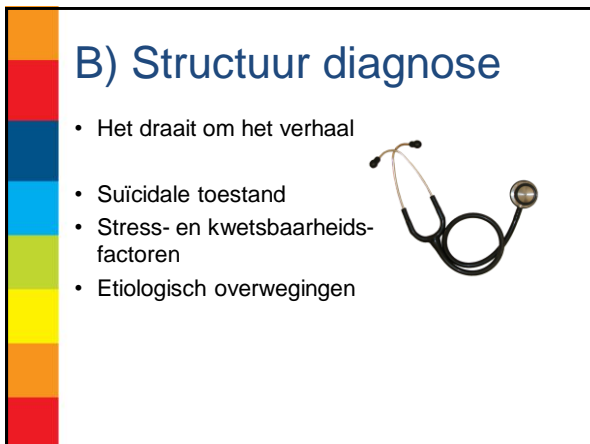 B) Structuur diagnose
• Het draait om het verhaal
• Suïcidale toestand
• Stress- en kwetsbaarheids-
factoren
• Etiologisch overwegingen